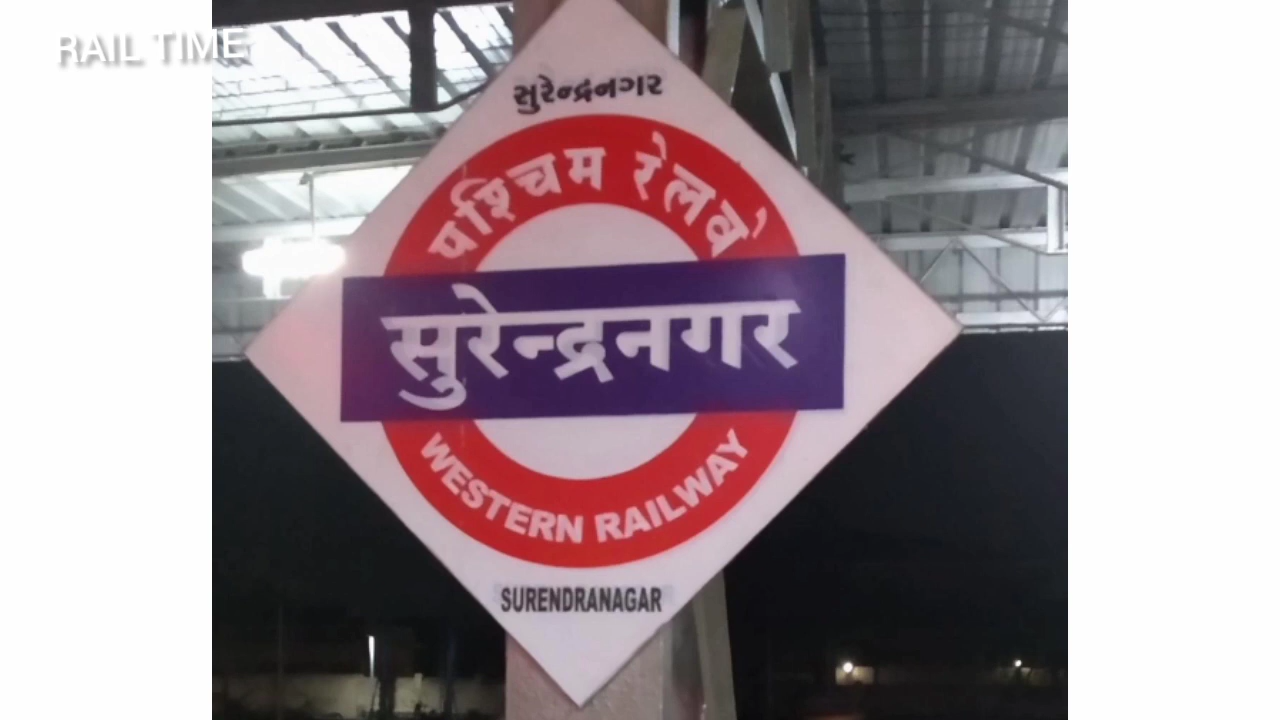 RAIL TIME
સુરેન્દ્રનગર
पश्चिम रेलवे
सुरेन्द्रनगर
WESTERN RAILWAY
SURENDRANAGAR